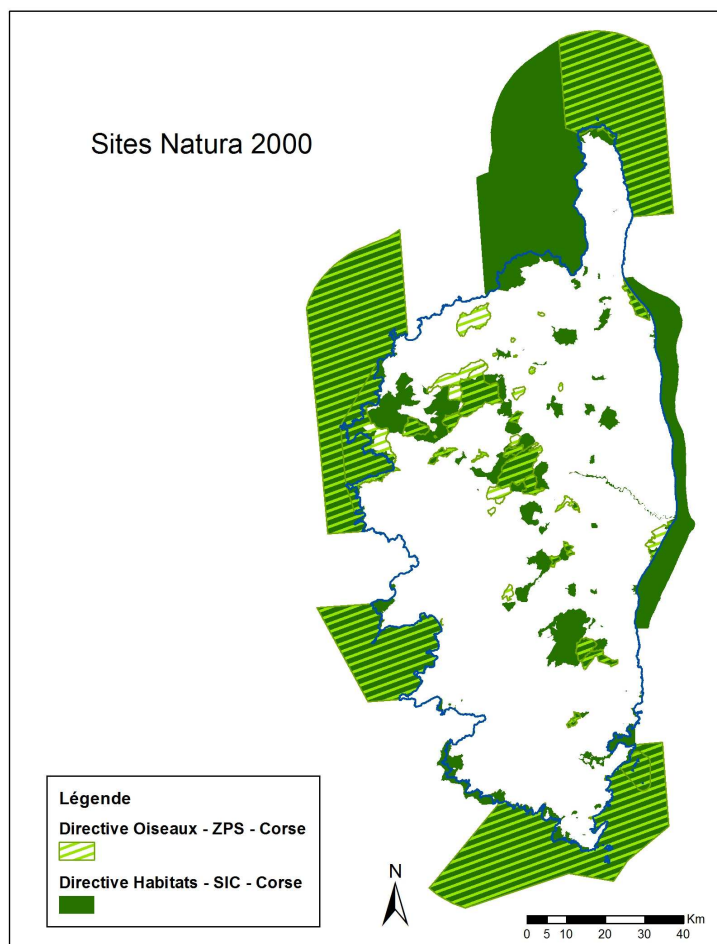 Sites Natura 2000
Légende
Directive Oiseaux - ZPS - Corse
Directive Habitats - SIC - Corse
N
Km
0 5 10 20 30 40